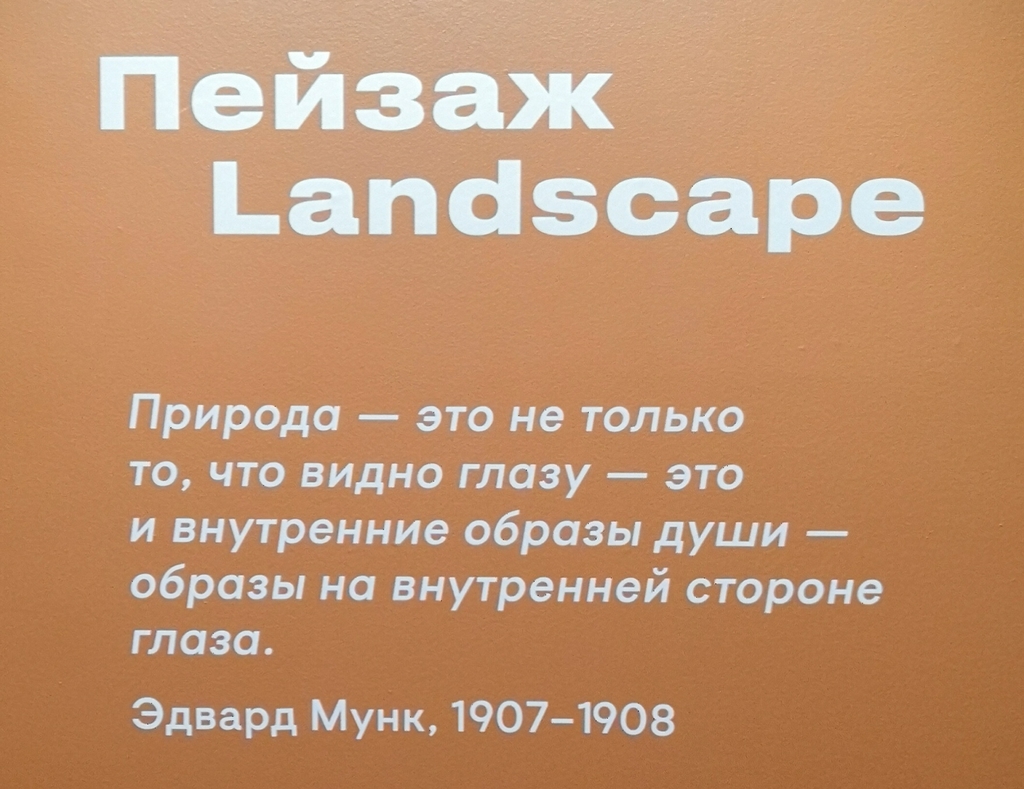 Пейзаж
Landscape
Природа — это не только
то, что видно глазу — это
и внутренние образы души —
образы на внутренней стороне
глаза.
Эдвард Мунк, 1907–1908